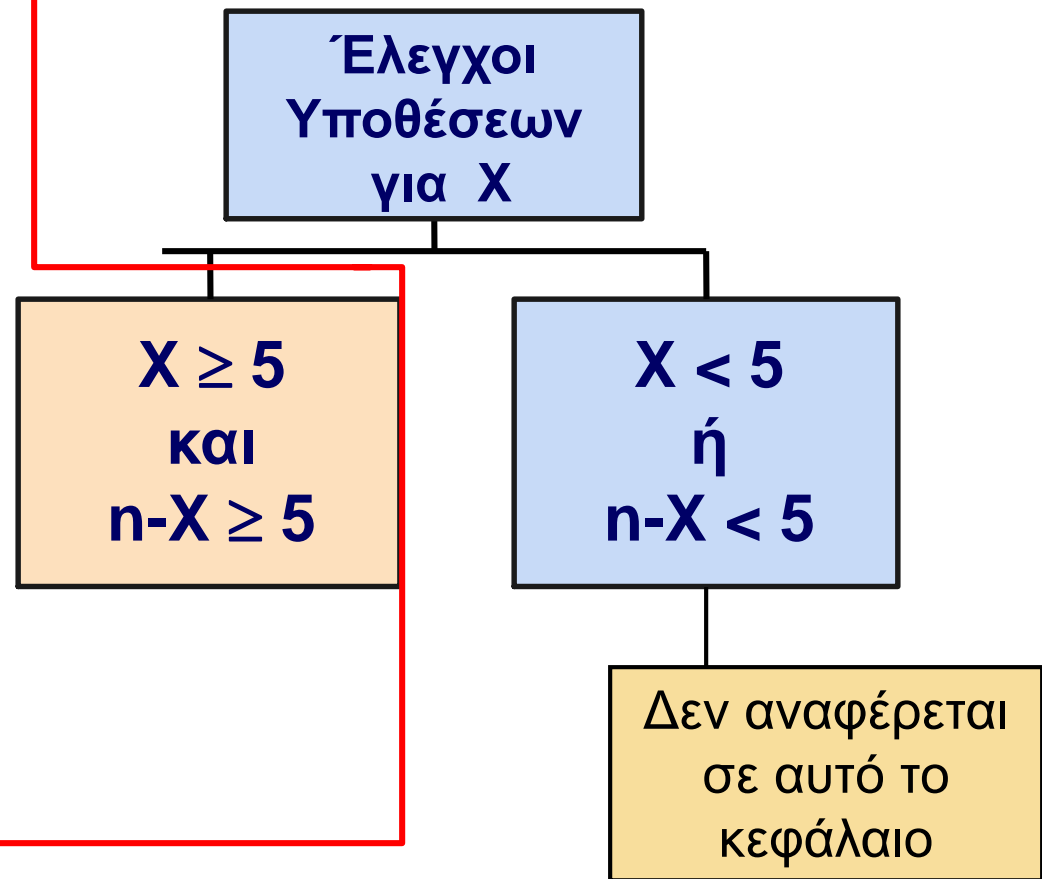 Έλεγχοι
Υποθέσεων
για X
X ≥ 5
και
n-X ≥ 5
X < 5
ή
n-X < 5
Δεν αναφέρεται
σε αυτό το
κεφάλαιο